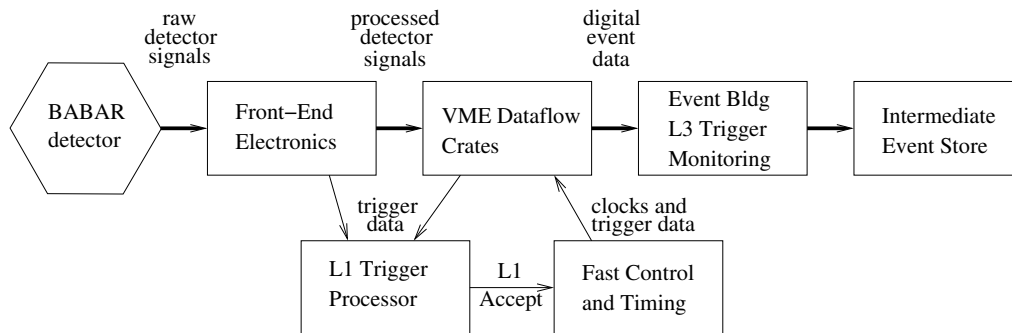 raw
detector
signals
processed
detector
signals
digital
event
data
BABAR
detector
Front−End
Electronics
VME Dataflow
Crates
Event Bldg
L3 Trigger
Monitoring
Intermediate
Event Store
trigger
data
clocks and
trigger data
L1 Trigger
Processor
L1
Accept
Fast Control
and Timing